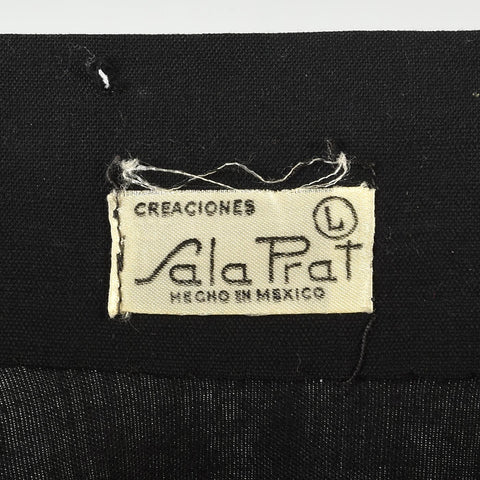 CREACIONES
L
Sala Prat
HECHO EN MEXICO